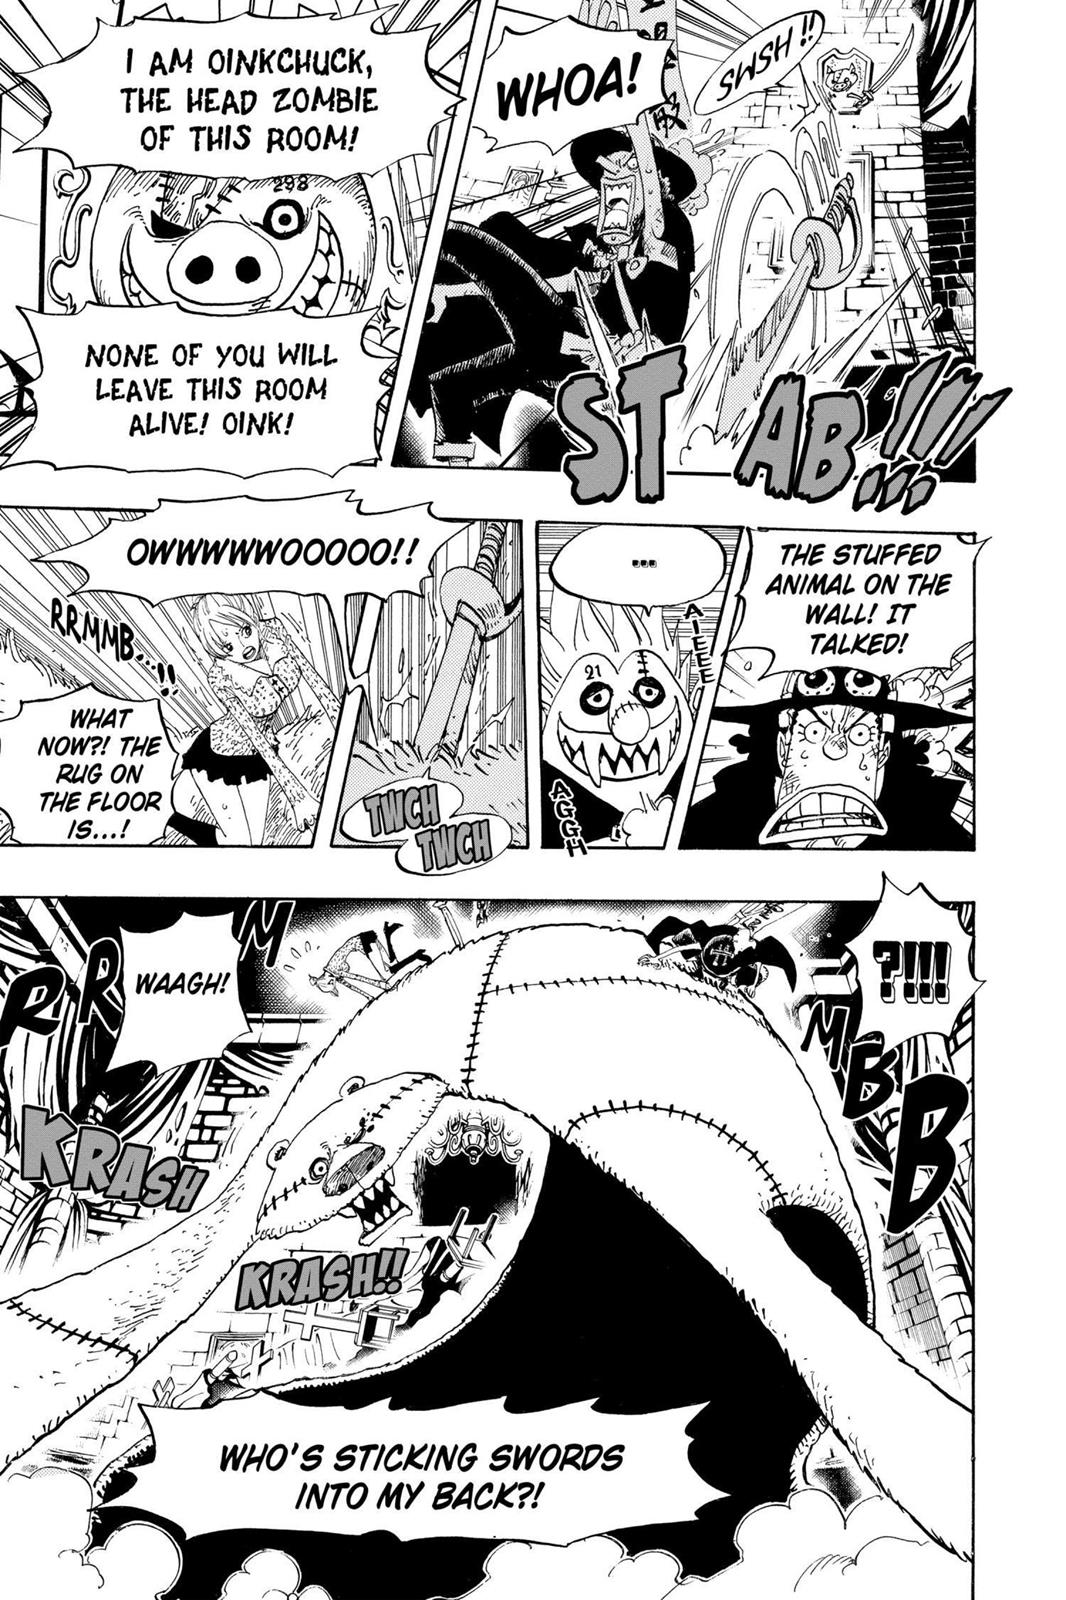 WHOA!
SWSH!!
STAB!!!!!!
I AM OINKCHUCK,
THE HEAD ZOMBIE
OF THIS ROOM!
298
NONE OF YOU WILL
LEAVE THIS ROOM
ALIVE! OINK!
THE STUFFED
ANIMAL ON THE
WALL! IT
TALKED!
...
AIEEEE
21
AGGH
OWWWWWOOOOO!!
TWCH
TWCH
RRMMB...!!
WHAT
NOW?! THE
RUG ON
THE FLOOR
IS...!
?!!!
WAAGH!
RRMMBB
KRASH
KRASH!!
WHO'S STICKING SWORDS
INTO MY BACK?!